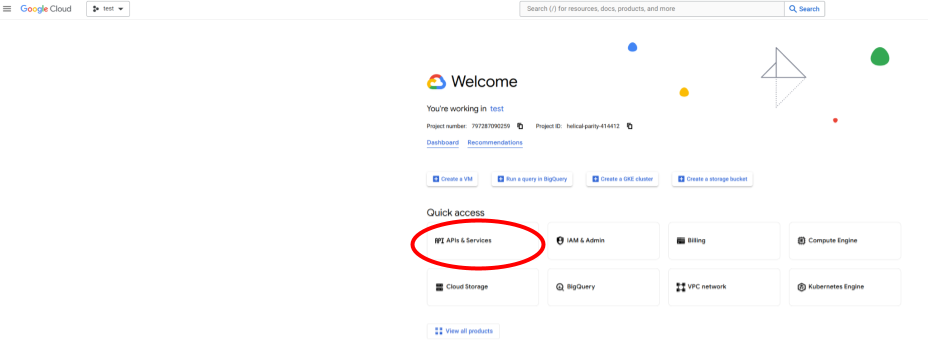 Google Cloud
test
Search (/) for resources, docs, products, and more
Search
Welcome
You're working in test
Project number: 797287090259 Project ID: helical-parity-414412
Dashboard Recommendations
Create a VM Run a query in BigQuery Create a GKE cluster Create a storage bucket
Quick access
API APIs & Services IAM & Admin Billing Compute Engine
Cloud Storage BigQuery VPC network Kubernetes Engine
View all products